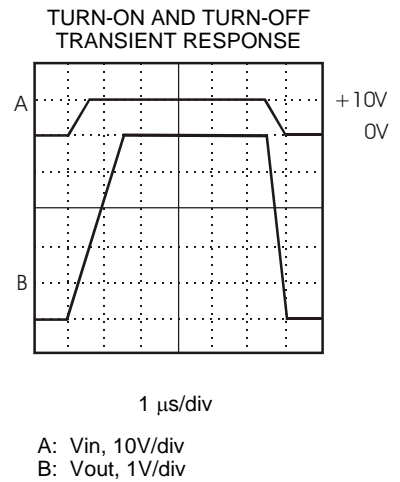 TURN-ON AND TURN-OFF
TRANSIENT RESPONSE
A
+10V
0V
B
1 μs/div
A: Vin, 10V/div
B: Vout, 1V/div